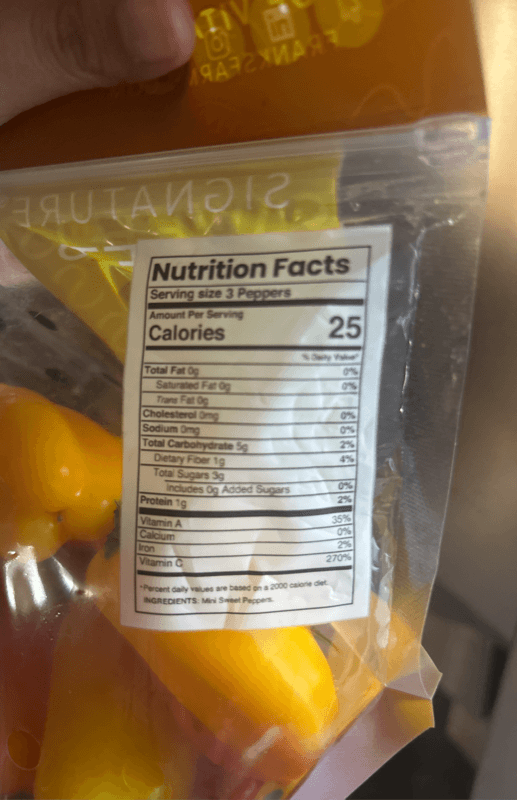 SIGNATURE
Nutrition Facts
Serving size 3 Peppers
Amount Per Serving
Calories 25
% Daily Value*
Total Fat 0g 0%
Saturated Fat 0g 0%
Trans Fat 0g
Cholesterol 0mg 0%
Sodium 0mg 0%
Total Carbohydrate 5g 2%
Dietary Fiber 1g 4%
Total Sugars 3g
Includes 0g Added Sugars 0%
Protein 1g 2%
Vitamin A 35%
Calcium 0%
Iron 2%
Vitamin C 270%
*Percent daily values are based on a 2000 calorie diet.
INGREDIENTS: Mini Sweet Peppers.